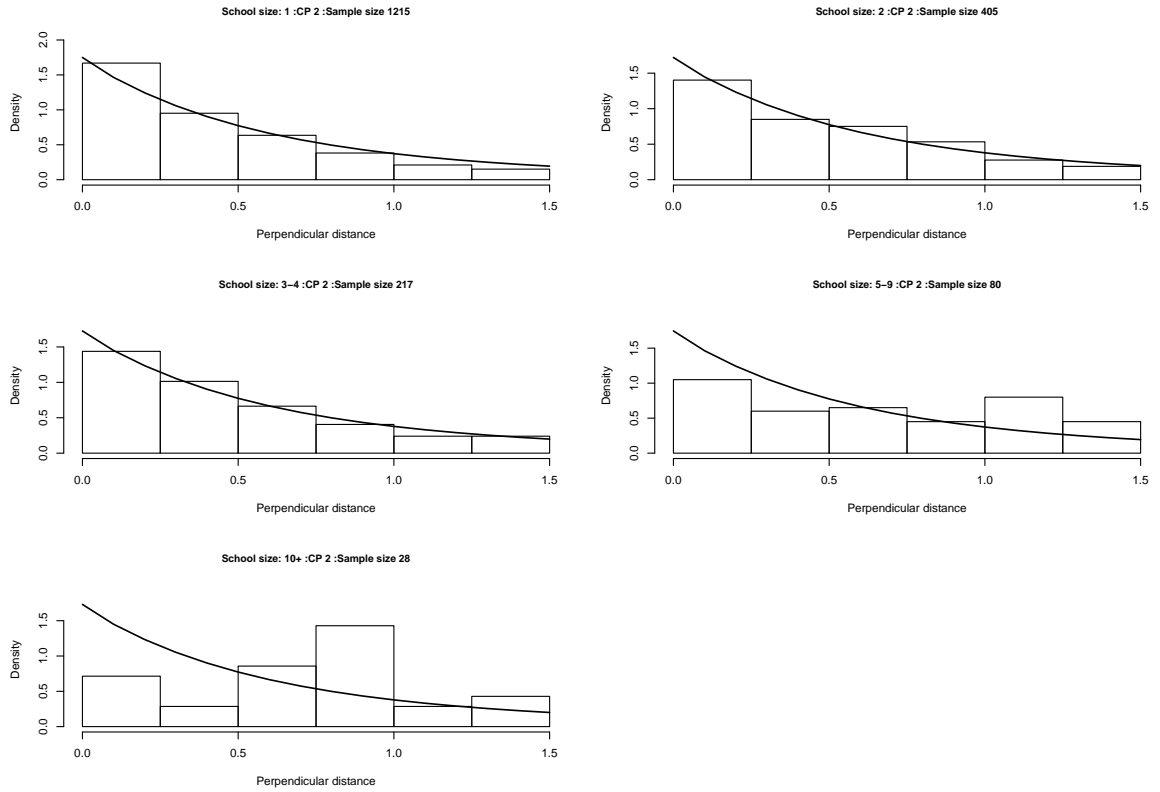 School size: 1 :CP 2 :Sample size 1215
Density
0.0 0.5 1.0 1.5 2.0
0.0 0.5 1.0 1.5
Perpendicular distance
School size: 2 :CP 2 :Sample size 405
Density
0.0 0.5 1.0 1.5
0.0 0.5 1.0 1.5
Perpendicular distance
School size: 3−4 :CP 2 :Sample size 217
Density
0.0 0.5 1.0 1.5
0.0 0.5 1.0 1.5
Perpendicular distance
School size: 5−9 :CP 2 :Sample size 80
Density
0.0 0.5 1.0 1.5
0.0 0.5 1.0 1.5
Perpendicular distance
School size: 10+ :CP 2 :Sample size 28
Density
0.0 0.5 1.0 1.5
0.0 0.5 1.0 1.5
Perpendicular distance